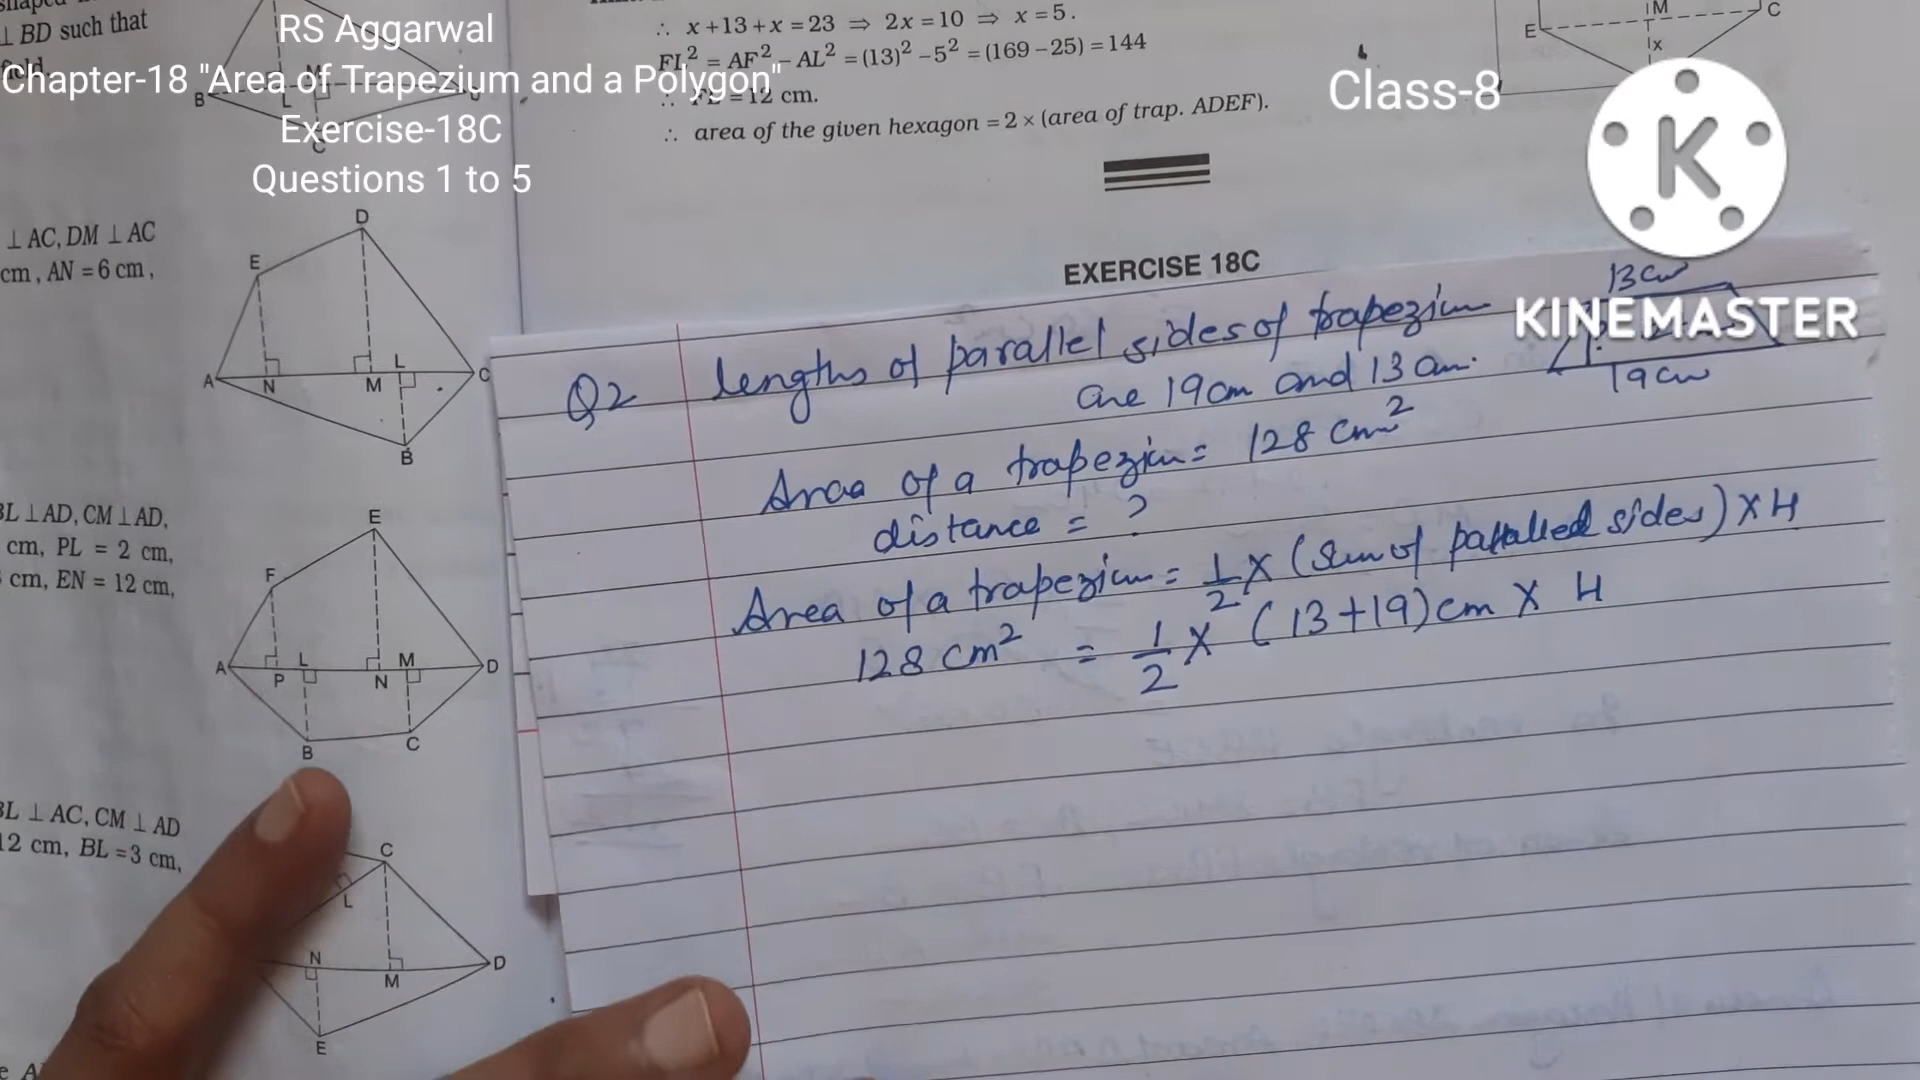 ⊥ BD such that
field.
B
L
M
C
RS Aggarwal
Chapter-18 "Area of Trapezium and a Polygon"
Exercise-18C
Questions 1 to 5
∴ x+13+x = 23 ⇒ 2x = 10 ⇒ x = 5.
FL² = AF² – AL² = (13)² – 5² = (169 – 25) = 144
∴ = 12 cm.
∴ area of the given hexagon = 2 × (area of trap. ADEF).
Class-8
E
M
C
x
K
KINEMASTER
⊥ AC, DM ⊥ AC
cm, AN = 6 cm,
D
E
A
N
M
L
C
B
BL ⊥ AD, CM ⊥ AD,
cm, PL = 2 cm,
cm, EN = 12 cm,
E
F
A
P
L
N
M
D
B
C
BL ⊥ AC, CM ⊥ AD
12 cm, BL = 3 cm,
C
L
N
M
D
E
EXERCISE 18C
Q2 lengths of parallel sides of trapezium
are 19cm and 13 cm.
13cm
19cm
Area of a trapezium = 128 cm²
distance = ?
Area of a trapezium = 1/2 × (Sum of parallel sides) × H
128 cm² = 1/2 × (13+19)cm × H